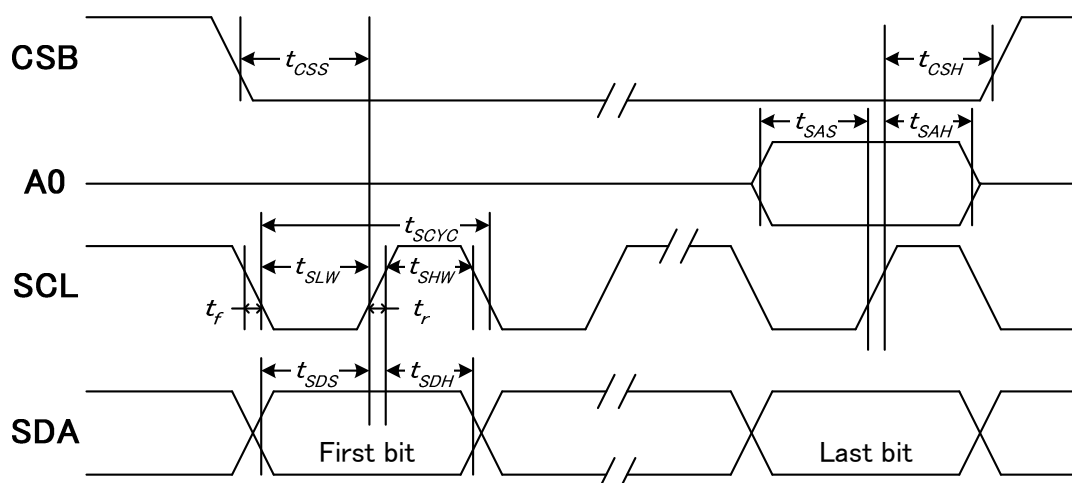 CSB
tCSS
tCSH
A0
tSAS
tSAH
SCL
tSCYC
tSLW
tSHW
tf
tr
SDA
tSDS
tSDH
First bit
Last bit